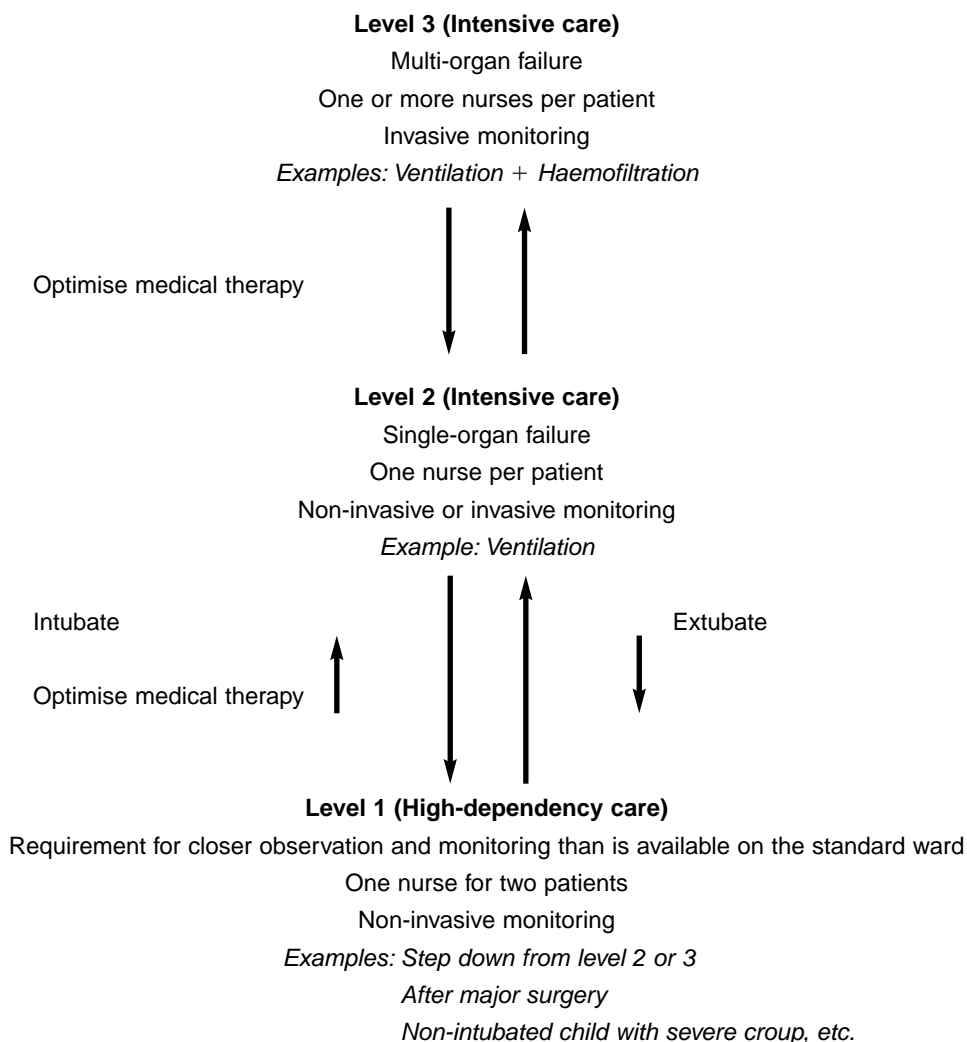 Level 3 (Intensive care)
Multi-organ failure
One or more nurses per patient
Invasive monitoring
Examples: Ventilation + Haemofiltration
Optimise medical therapy
Level 2 (Intensive care)
Single-organ failure
One nurse per patient
Non-invasive or invasive monitoring
Example: Ventilation
Intubate
Extubate
Optimise medical therapy
Level 1 (High-dependency care)
Requirement for closer observation and monitoring than is available on the standard ward
One nurse for two patients
Non-invasive monitoring
Examples: Step down from level 2 or 3
After major surgery
Non-intubated child with severe croup, etc.